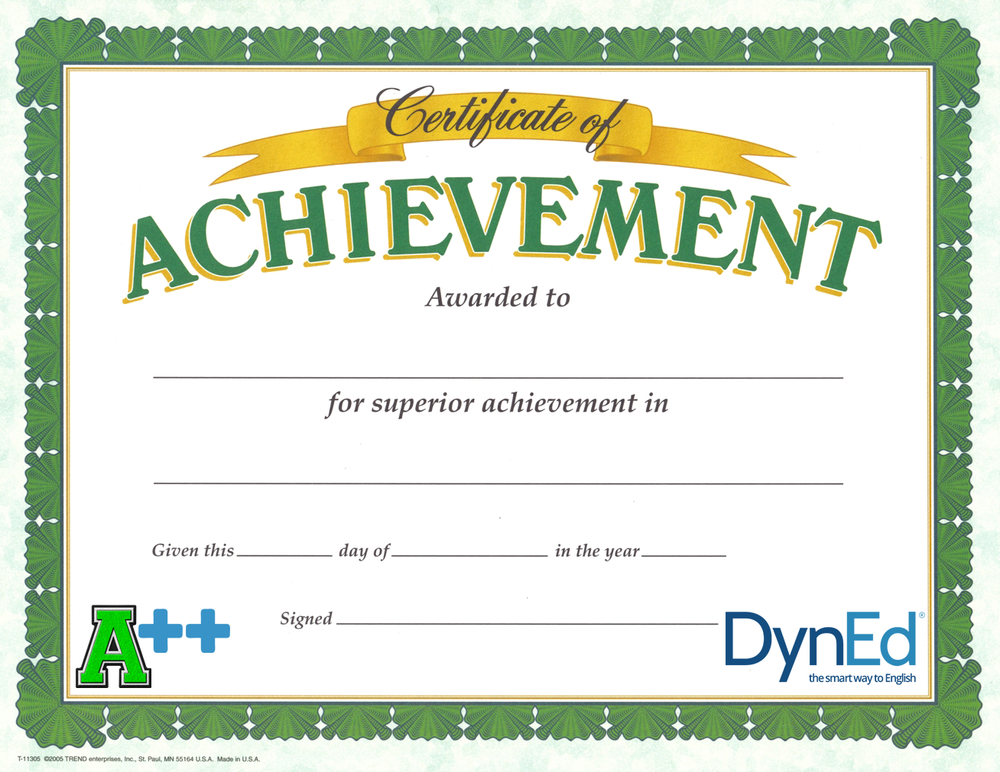 Certificate of
ACHIEVEMENT
Awarded to
for superior achievement in
Given this day of in the year
Signed
A++
DynEd®
the smart way to English
T-11305 ©2005 TREND enterprises, Inc., St. Paul, MN 55164 U.S.A. Made in U.S.A.